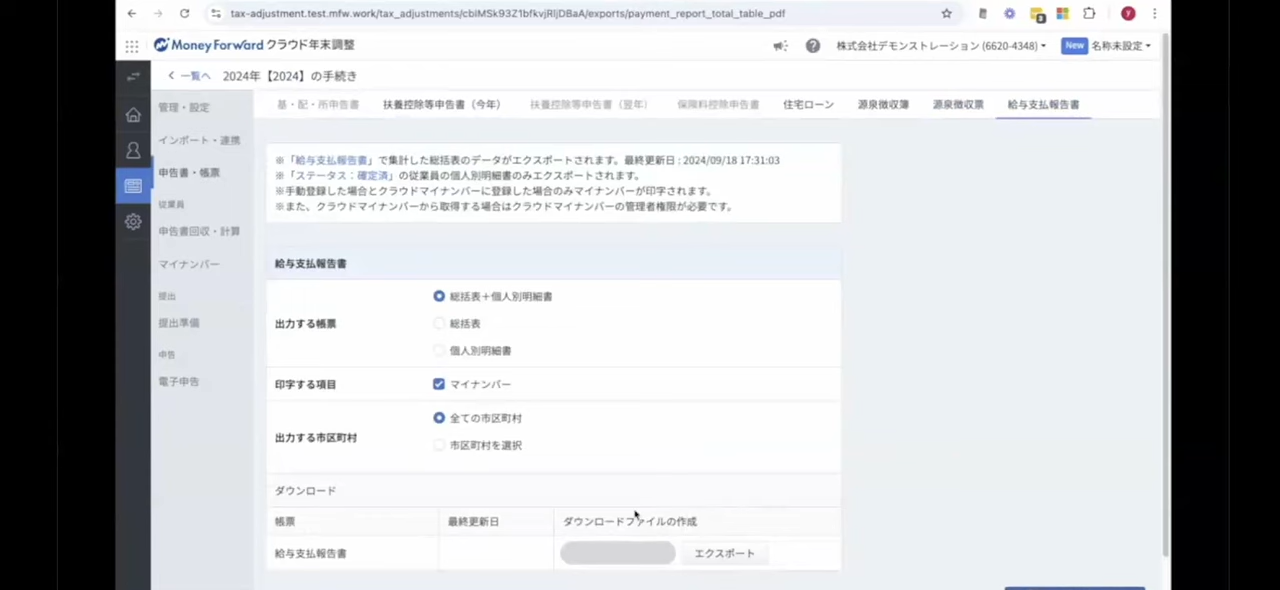 tax-adjustment.test.mfw.work/tax_adjustments/cbiMSk93Z1bfkvjRljDBaA/exports/payment_report_total_table_pdf
Money Forward クラウド年末調整
株式会社デモンストレーション (6620-4348)
New 名称未設定
一覧へ 2024年【2024】の手続き
管理・設定
インポート・連携
申告書・帳票
従業員
申告書回収・計算
マイナンバー
提出
提出準備
申告
電子申告
基・配・所申告書 扶養控除等申告書（今年） 扶養控除等申告書（翌年） 保険料控除申告書 住宅ローン 源泉徴収簿 源泉徴収票 給与支払報告書
※「給与支払報告書」で集計した総括表のデータがエクスポートされます。最終更新日 : 2024/09/18 17:31:03
※「ステータス：確定済」の従業員の個人別明細書のみエクスポートされます。
※手動登録した場合とクラウドマイナンバーに登録した場合のみマイナンバーが印字されます。
※また、クラウドマイナンバーから取得する場合はクラウドマイナンバーの管理者権限が必要です。
給与支払報告書
出力する帳票
総括表＋個人別明細書
総括表
個人別明細書
印字する項目
マイナンバー
出力する市区町村
全ての市区町村
市区町村を選択
ダウンロード
帳票 最終更新日 ダウンロードファイルの作成
給与支払報告書 エクスポート